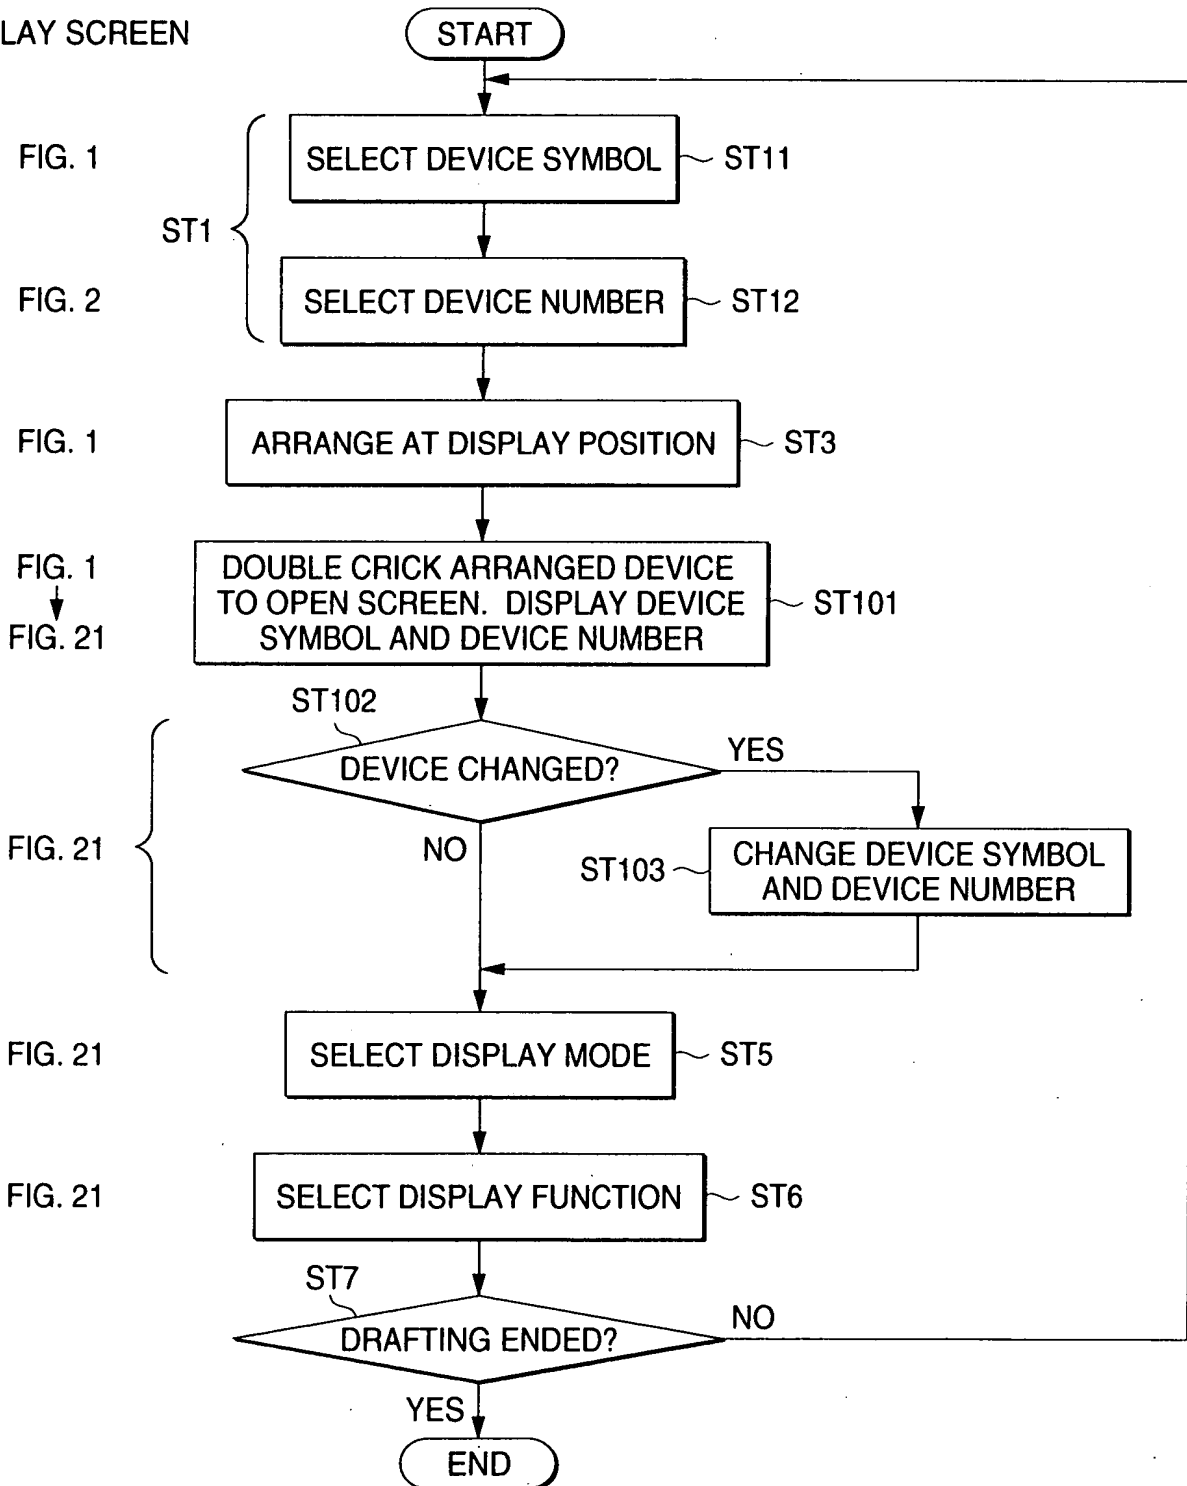 LAY SCREEN
START
FIG. 1
SELECT DEVICE SYMBOL
ST11
ST1
FIG. 2
SELECT DEVICE NUMBER
ST12
FIG. 1
ARRANGE AT DISPLAY POSITION
ST3
FIG. 1
FIG. 21
DOUBLE CRICK ARRANGED DEVICE
TO OPEN SCREEN. DISPLAY DEVICE
SYMBOL AND DEVICE NUMBER
ST101
ST102
DEVICE CHANGED?
YES
NO
FIG. 21
ST103
CHANGE DEVICE SYMBOL
AND DEVICE NUMBER
FIG. 21
SELECT DISPLAY MODE
ST5
FIG. 21
SELECT DISPLAY FUNCTION
ST6
ST7
DRAFTING ENDED?
NO
YES
END